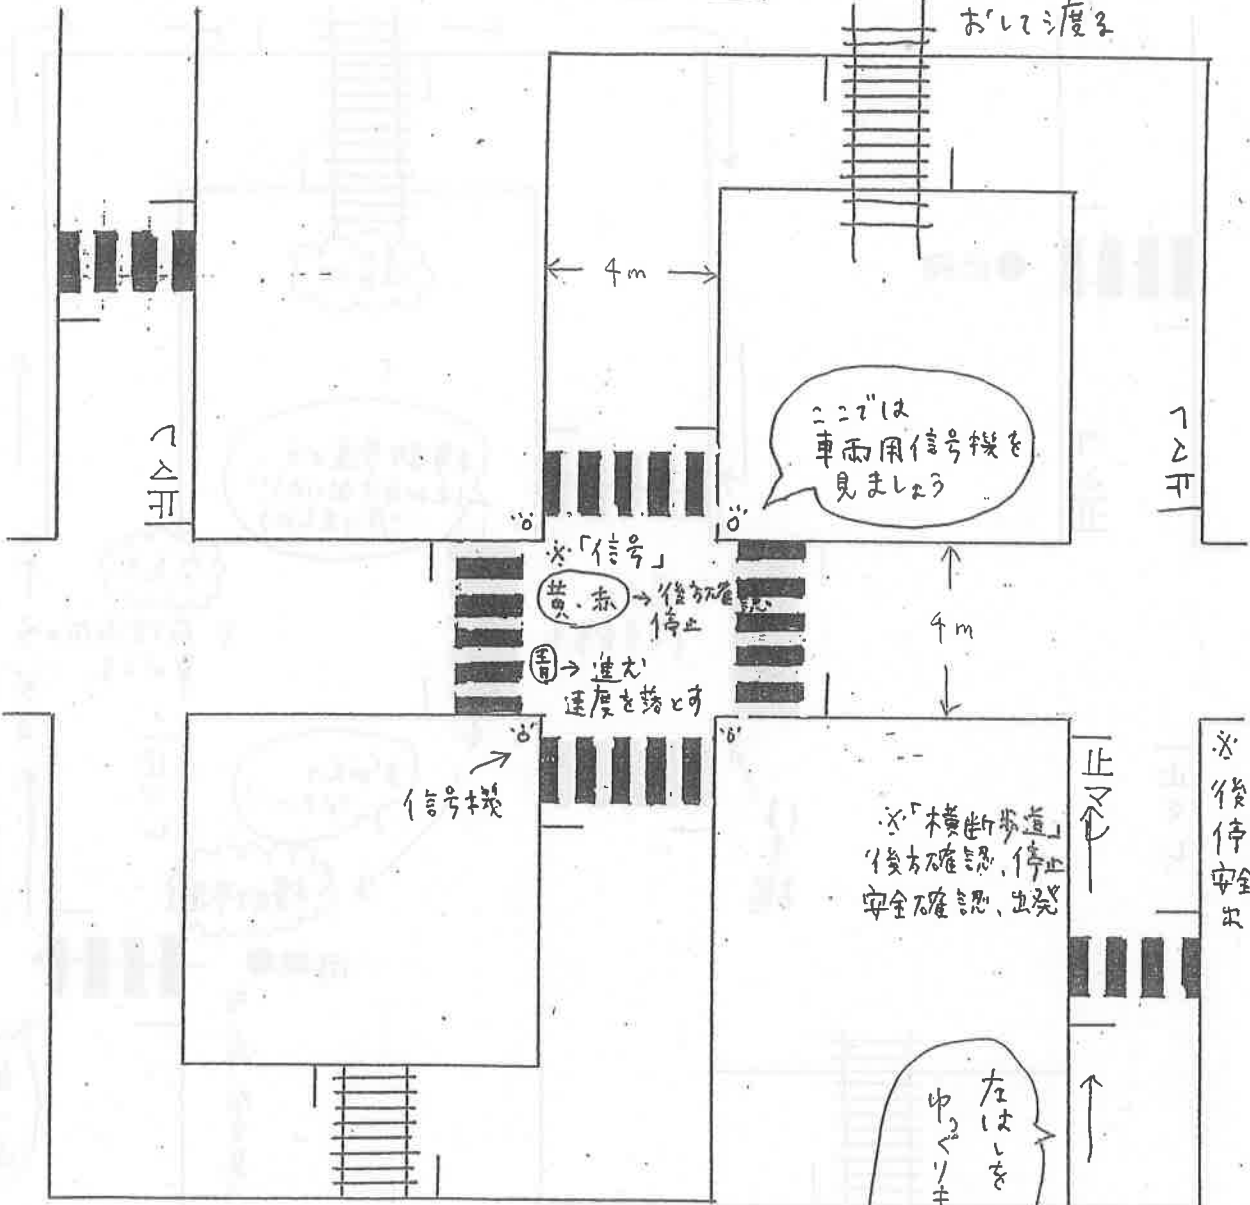 おして渡る
4m
ここでは
車両用信号機を
見ましょう
止マレ
止マレ
※「信号」
黄・赤→後方確認
停止
青→進む
速度を落とす
4m
信号機
止マレ
※「横断歩道」
後方確認、停止
安全確認、出発
※
後
停
安全
出
左はしを
ゆっくりま